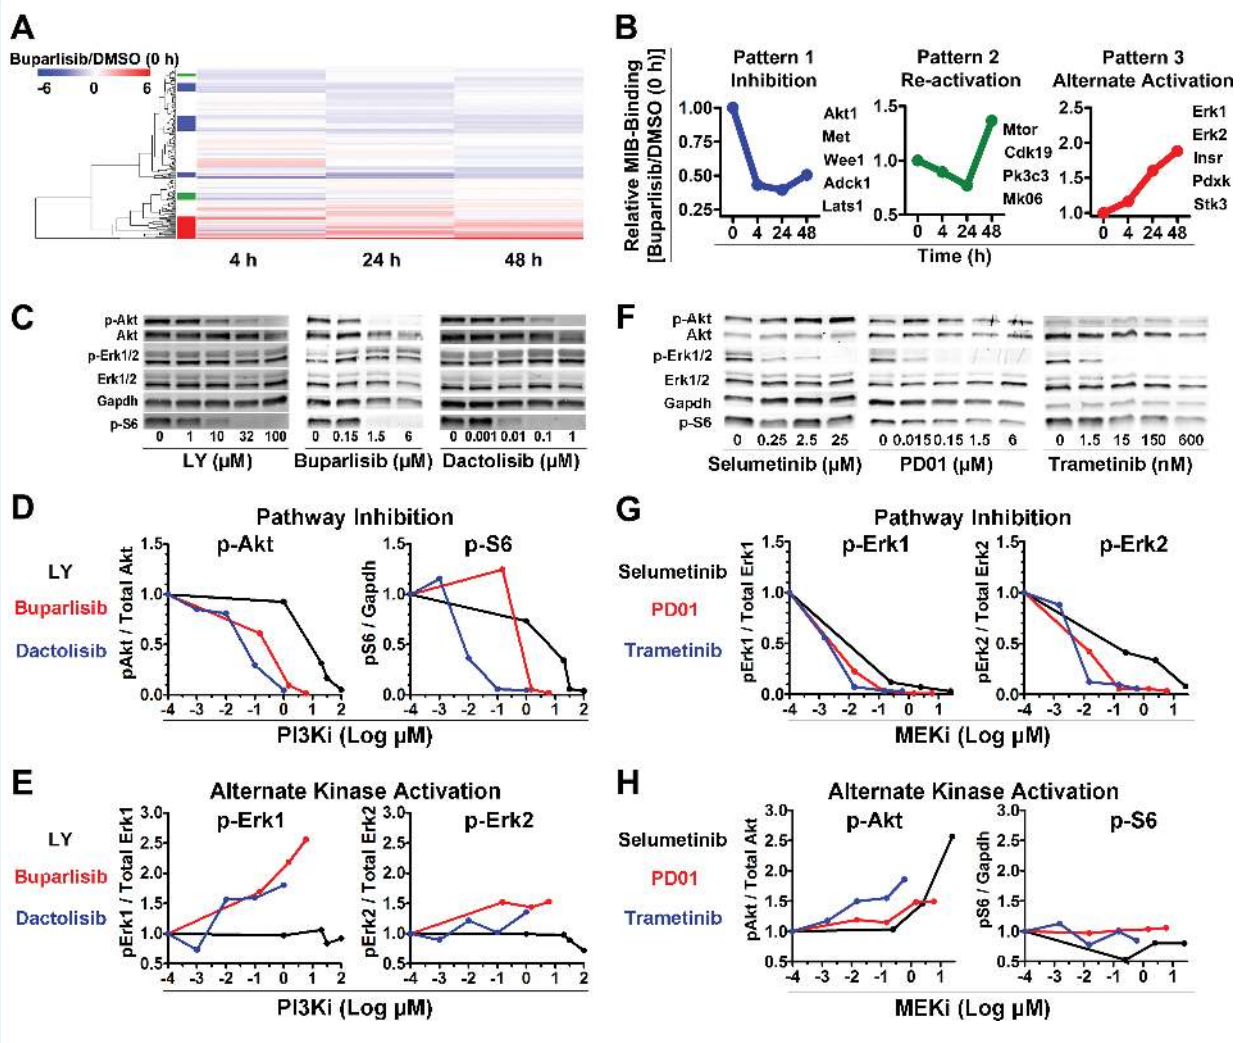 A
Buparlisib/DMSO (0 h)
-6 0 6
4 h 24 h 48 h
B
Relative MIB-Binding
[Buparlisib/DMSO (0 h)]
Pattern 1
Inhibition
1.00
0.75
0.50
0.25
0 4 24 48
Akt1
Met
Wee1
Adck1
Lats1
Pattern 2
Re-activation
1.5
1.0
0.5
0 4 24 48
Mtor
Cdk19
Pk3c3
Mk06
Pattern 3
Alternate Activation
2.5
2.0
1.5
1.0
0 4 24 48
Erk1
Erk2
Insr
Pdxk
Stk3
Time (h)
C
p-Akt
Akt
p-Erk1/2
Erk1/2
Gapdh
p-S6
0 1 10 32 100
LY (µM)
0 0.15 1.5 6
Buparlisib (µM)
0 0.001 0.01 0.1 1
Dactolisib (µM)
F
p-Akt
Akt
p-Erk1/2
Erk1/2
Gapdh
p-S6
0 0.25 2.5 25
Selumetinib (µM)
0 0.015 0.15 1.5 6
PD01 (µM)
0 1.5 15 150 600
Trametinib (nM)
D
Pathway Inhibition
LY
Buparlisib
Dactolisib
p-Akt
pAkt / Total Akt
1.5
1.0
0.5
0.0
-4 -3 -2 -1 0 1 2
p-S6
pS6 / Gapdh
1.5
1.0
0.5
0.0
-4 -3 -2 -1 0 1 2
PI3Ki (Log µM)
G
Pathway Inhibition
Selumetinib
PD01
Trametinib
p-Erk1
pErk1 / Total Erk1
1.5
1.0
0.5
0.0
-4 -3 -2 -1 0 1
p-Erk2
pErk2 / Total Erk2
1.5
1.0
0.5
0.0
-4 -3 -2 -1 0 1
MEKi (Log µM)
E
Alternate Kinase Activation
LY
Buparlisib
Dactolisib
p-Erk1
pErk1 / Total Erk1
3.0
2.5
2.0
1.5
1.0
0.5
-4 -3 -2 -1 0 1 2
p-Erk2
pErk2 / Total Erk2
3.0
2.5
2.0
1.5
1.0
0.5
-4 -3 -2 -1 0 1 2
PI3Ki (Log µM)
H
Alternate Kinase Activation
Selumetinib
PD01
Trametinib
p-Akt
pAkt / Total Akt
3.0
2.5
2.0
1.5
1.0
0.5
-4 -3 -2 -1 0 1
p-S6
pS6 / Gapdh
3.0
2.5
2.0
1.5
1.0
0.5
-4 -3 -2 -1 0 1
MEKi (Log µM)